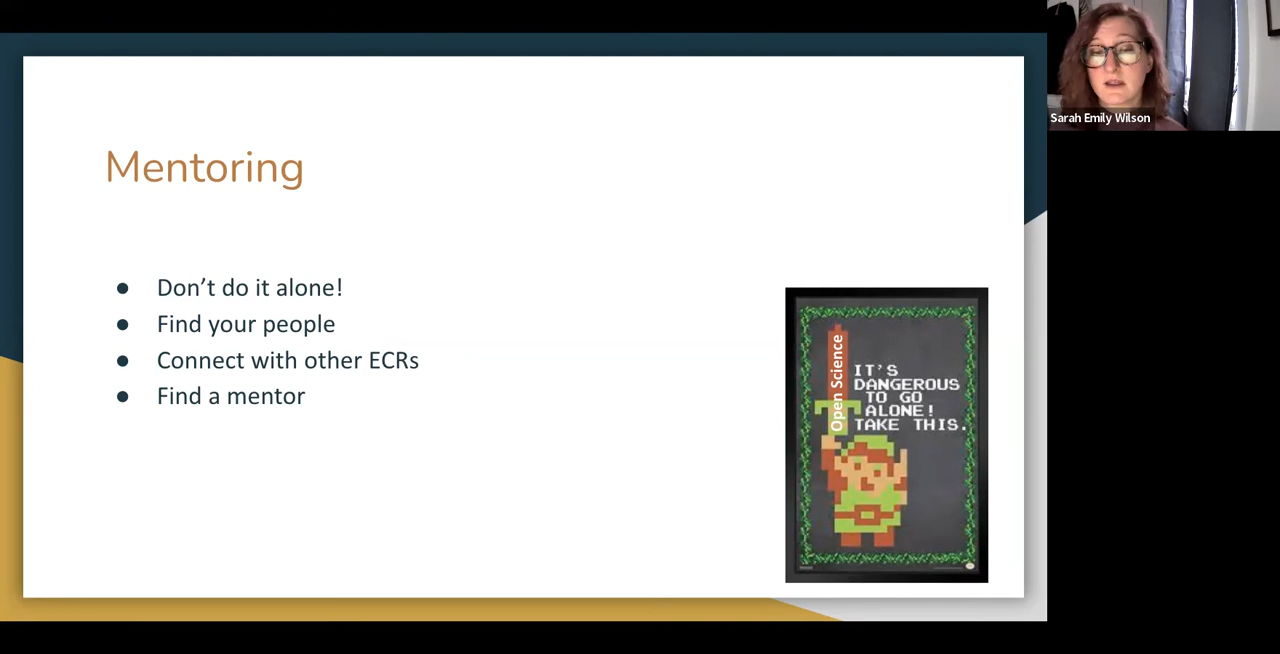 Mentoring
Don't do it alone!
Find your people
Connect with other ECRs
Find a mentor
Open Science
IT'S
DANGEROUS
TO GO
ALONE!
TAKE THIS.
Sarah Emily Wilson